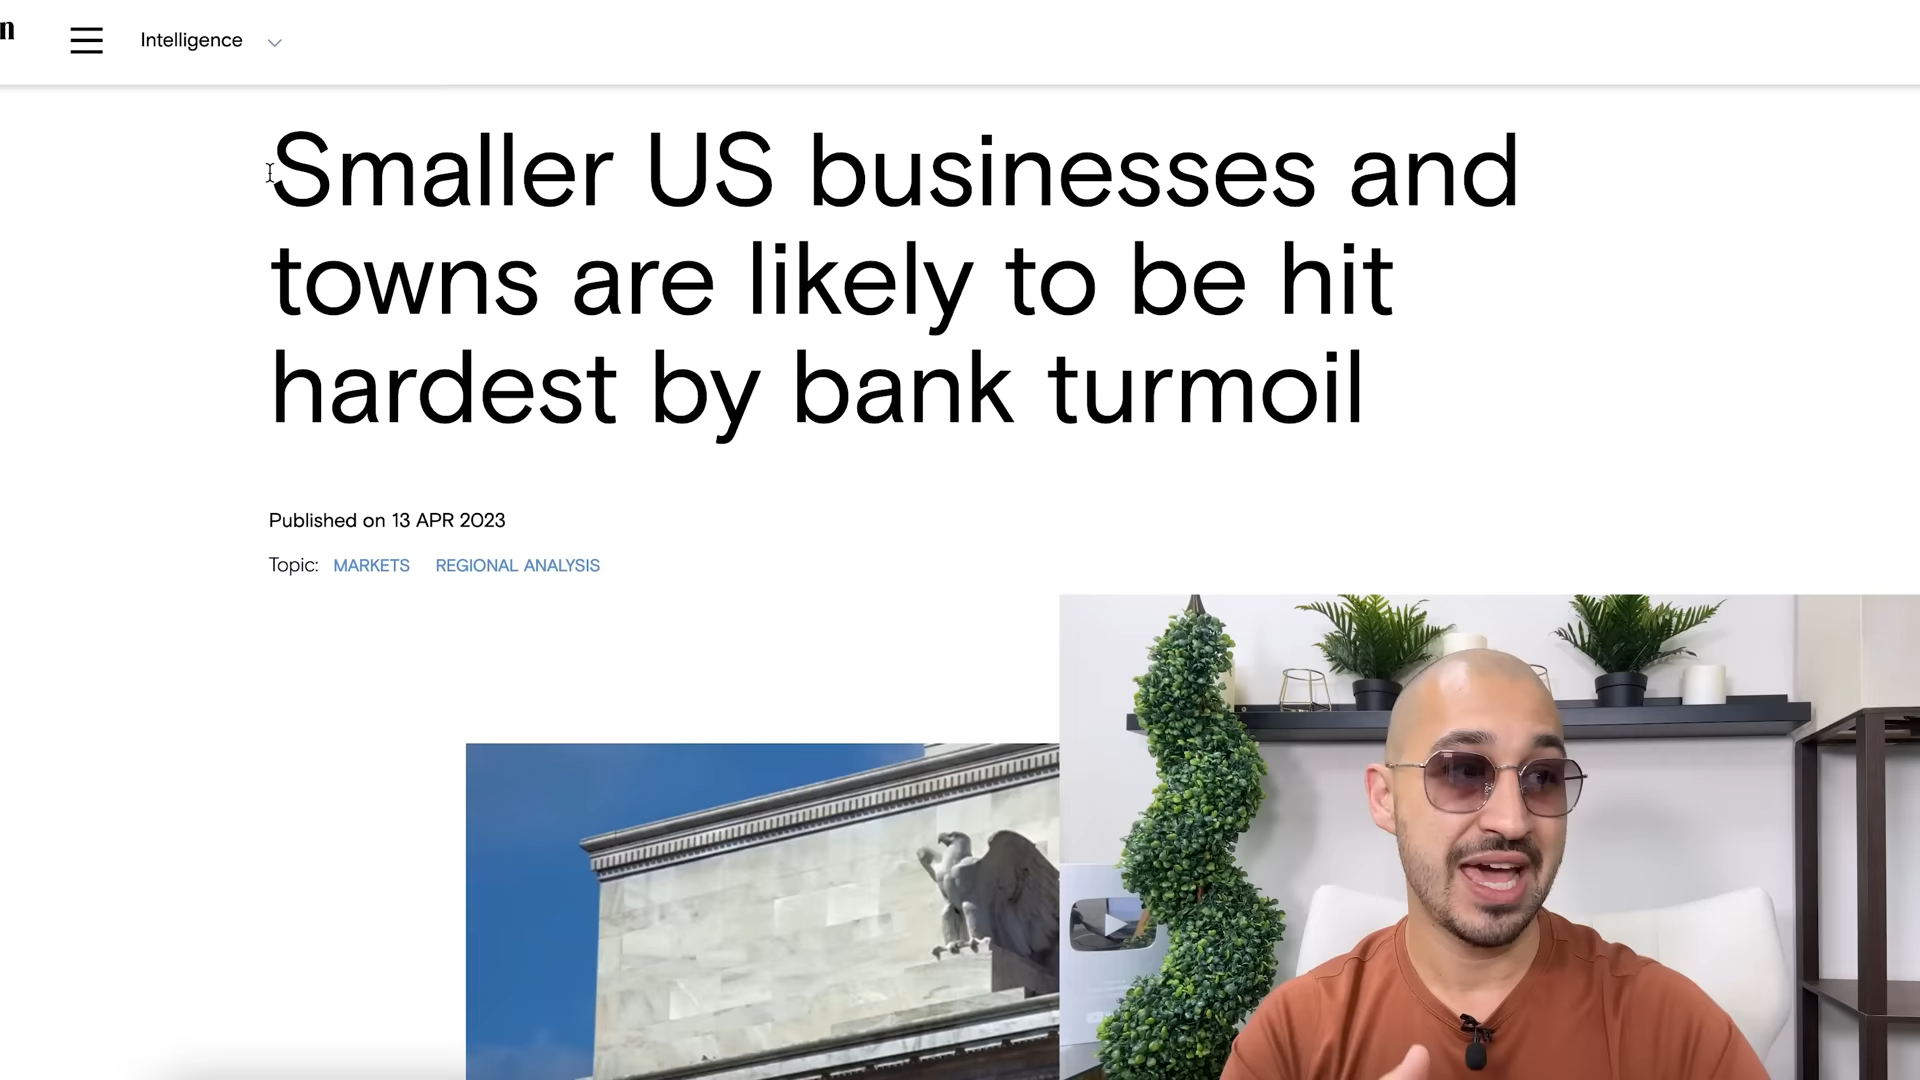 n
Intelligence
Smaller US businesses and
towns are likely to be hit
hardest by bank turmoil
Published on 13 APR 2023
Topic: MARKETS REGIONAL ANALYSIS